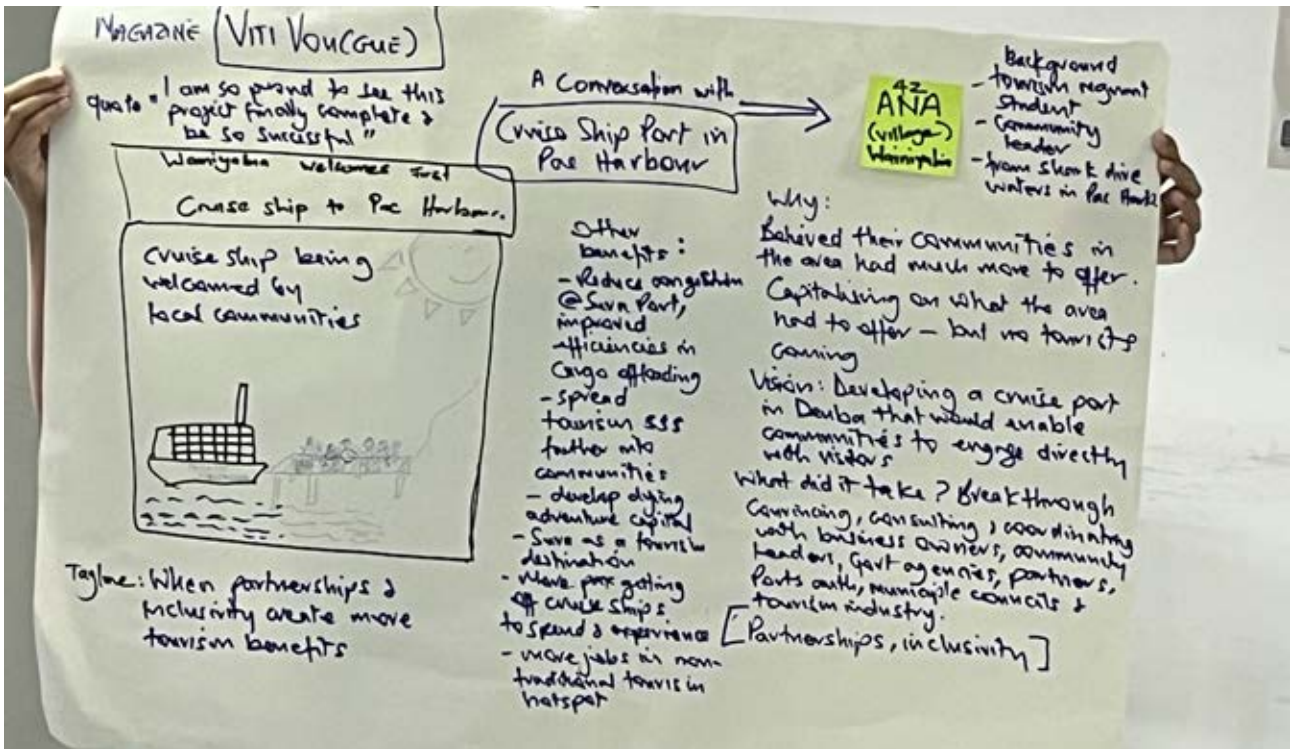 MAGAZINE (VITI VOU(GUE)
quote "I am so proud to see this
project finally complete &
be so sucessful"
welcomes first
Cruise ship to Pac Harbour.
cruise ship being
welcomed by
local communities
Tagline: When partnerships &
Inclusivity create more
tourism benefits
A Conversation with
Cruise Ship Port in
Pac Harbour
42
ANA
(village)
Background
- tourism
student
- Community
leader
- from shark dive
waters in Pac
Other
benefits:
- Reduce congestion
@ Suva Port,
improved
efficiencies in
Cargo offloading
- spread
tourism $$$
further into
communities
- develop dying
adventure capital
- Suva as a tourism
destination
- More pax getting
off cruise ships
to spend & experience
- more jobs in non-
traditional tourism
hotspot
Why:
Belived their communities in
the area had much more to offer.
Capitalising on what the area
had to offer – but no tourists
coming
Vision: Developing a cruise port
in Deuba that would enable
communities to engage directly
with visitors
What did it take? Breakthrough
Convincing, consulting, coordinating
with business owners, community
leaders, Govt agencies, partners,
Ports auth, municiple councils &
tourism industry.
[Partnerships, inclusivity]